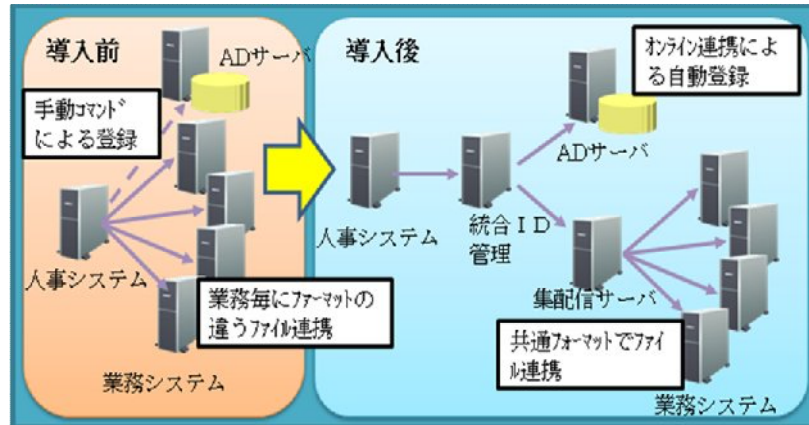 導入前
ADサーバ
手動ｺﾏﾝﾄﾞ
による登録
人事システム
業務毎にﾌｫｰﾏｯﾄの
違うﾌｧｲﾙ連携
業務システム
導入後
ｵﾝﾗｲﾝ連携によ
る自動登録
ADサーバ
人事システム
統合ＩＤ
管理
集配信サーバ
共通ﾌｫｰﾏｯﾄでﾌｧｲ
ﾙ連携
業務システム